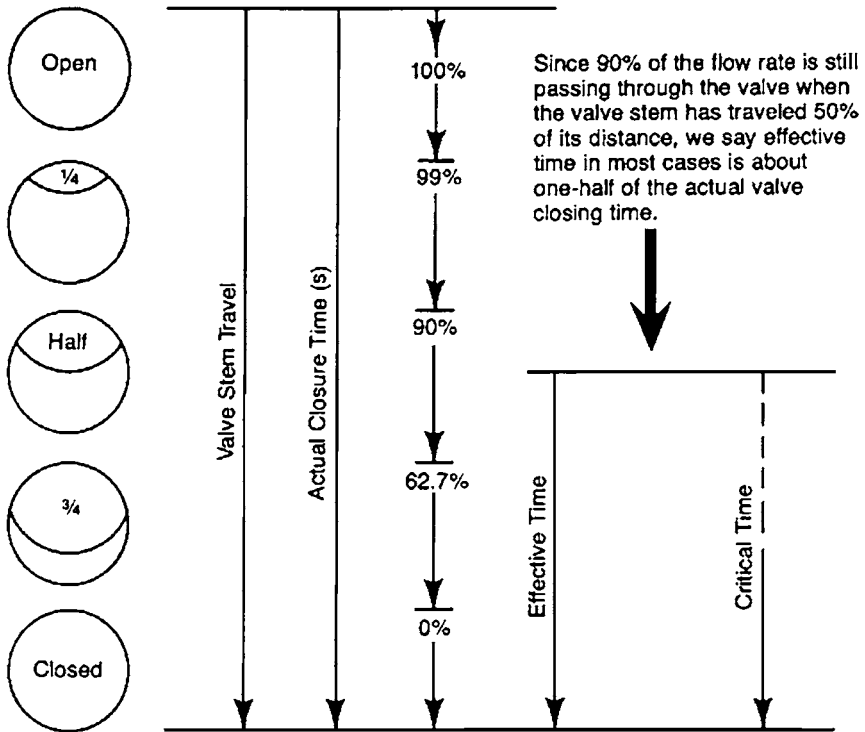 Open
¼
Half
¾
Closed
Valve Stem Travel
Actual Closure Time (s)
100%
99%
90%
62.7%
0%
Since 90% of the flow rate is still
passing through the valve when
the valve stem has traveled 50%
of its distance, we say effective
time in most cases is about
one-half of the actual valve
closing time.
Effective Time
Critical Time